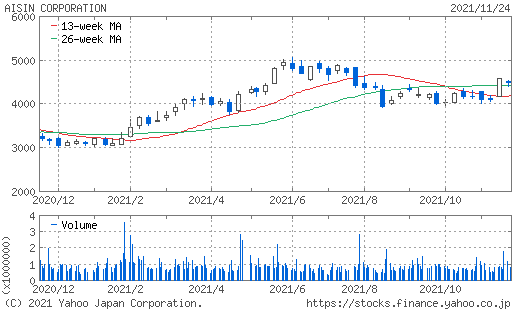 AISIN CORPORATION 2021/11/24
6000
13-week MA
26-week MA
5000
4000
3000
2000
2020/12 2021/2 2021/4 2021/6 2021/8 2021/10
4
Volume
3
2
1
0
(x1000000)
2020/12 2021/2 2021/4 2021/6 2021/8 2021/10
(C) 2021 Yahoo Japan Corporation. https://stocks.finance.yahoo.co.jp